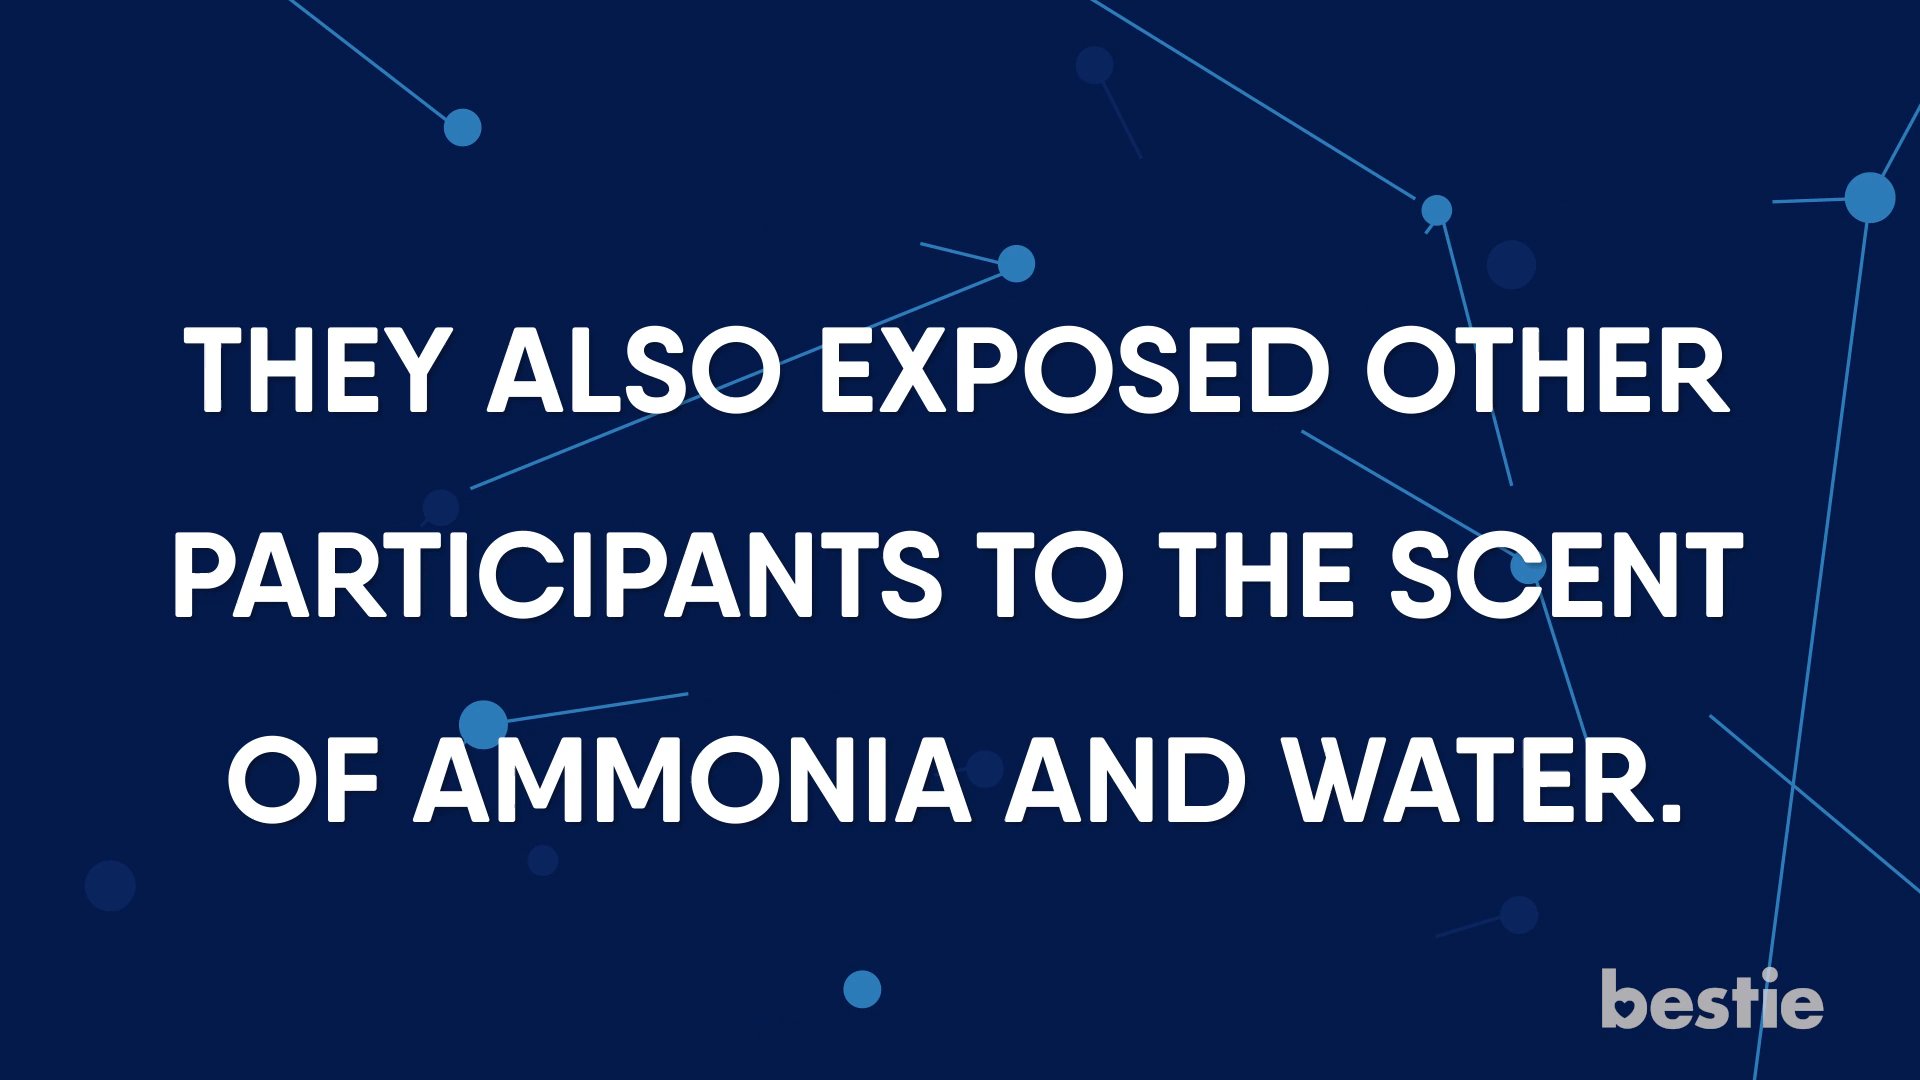 THEY ALSO EXPOSED OTHER
PARTICIPANTS TO THE SCENT
OF AMMONIA AND WATER.
bestie